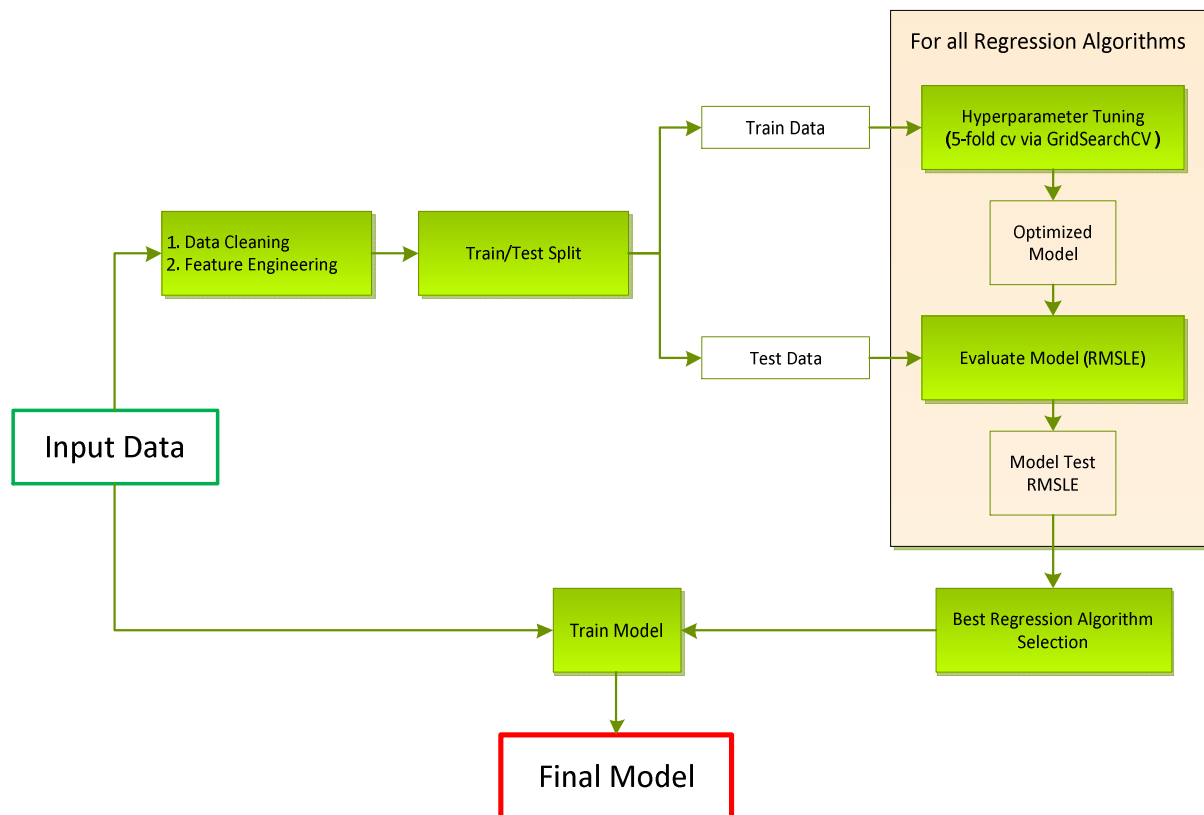 For all Regression Algorithms
Train Data
Hyperparameter Tuning
(5-fold cv via GridSearchCV)
1. Data Cleaning
2. Feature Engineering
Train/Test Split
Optimized
Model
Test Data
Evaluate Model (RMSLE)
Input Data
Model Test
RMSLE
Train Model
Best Regression Algorithm
Selection
Final Model